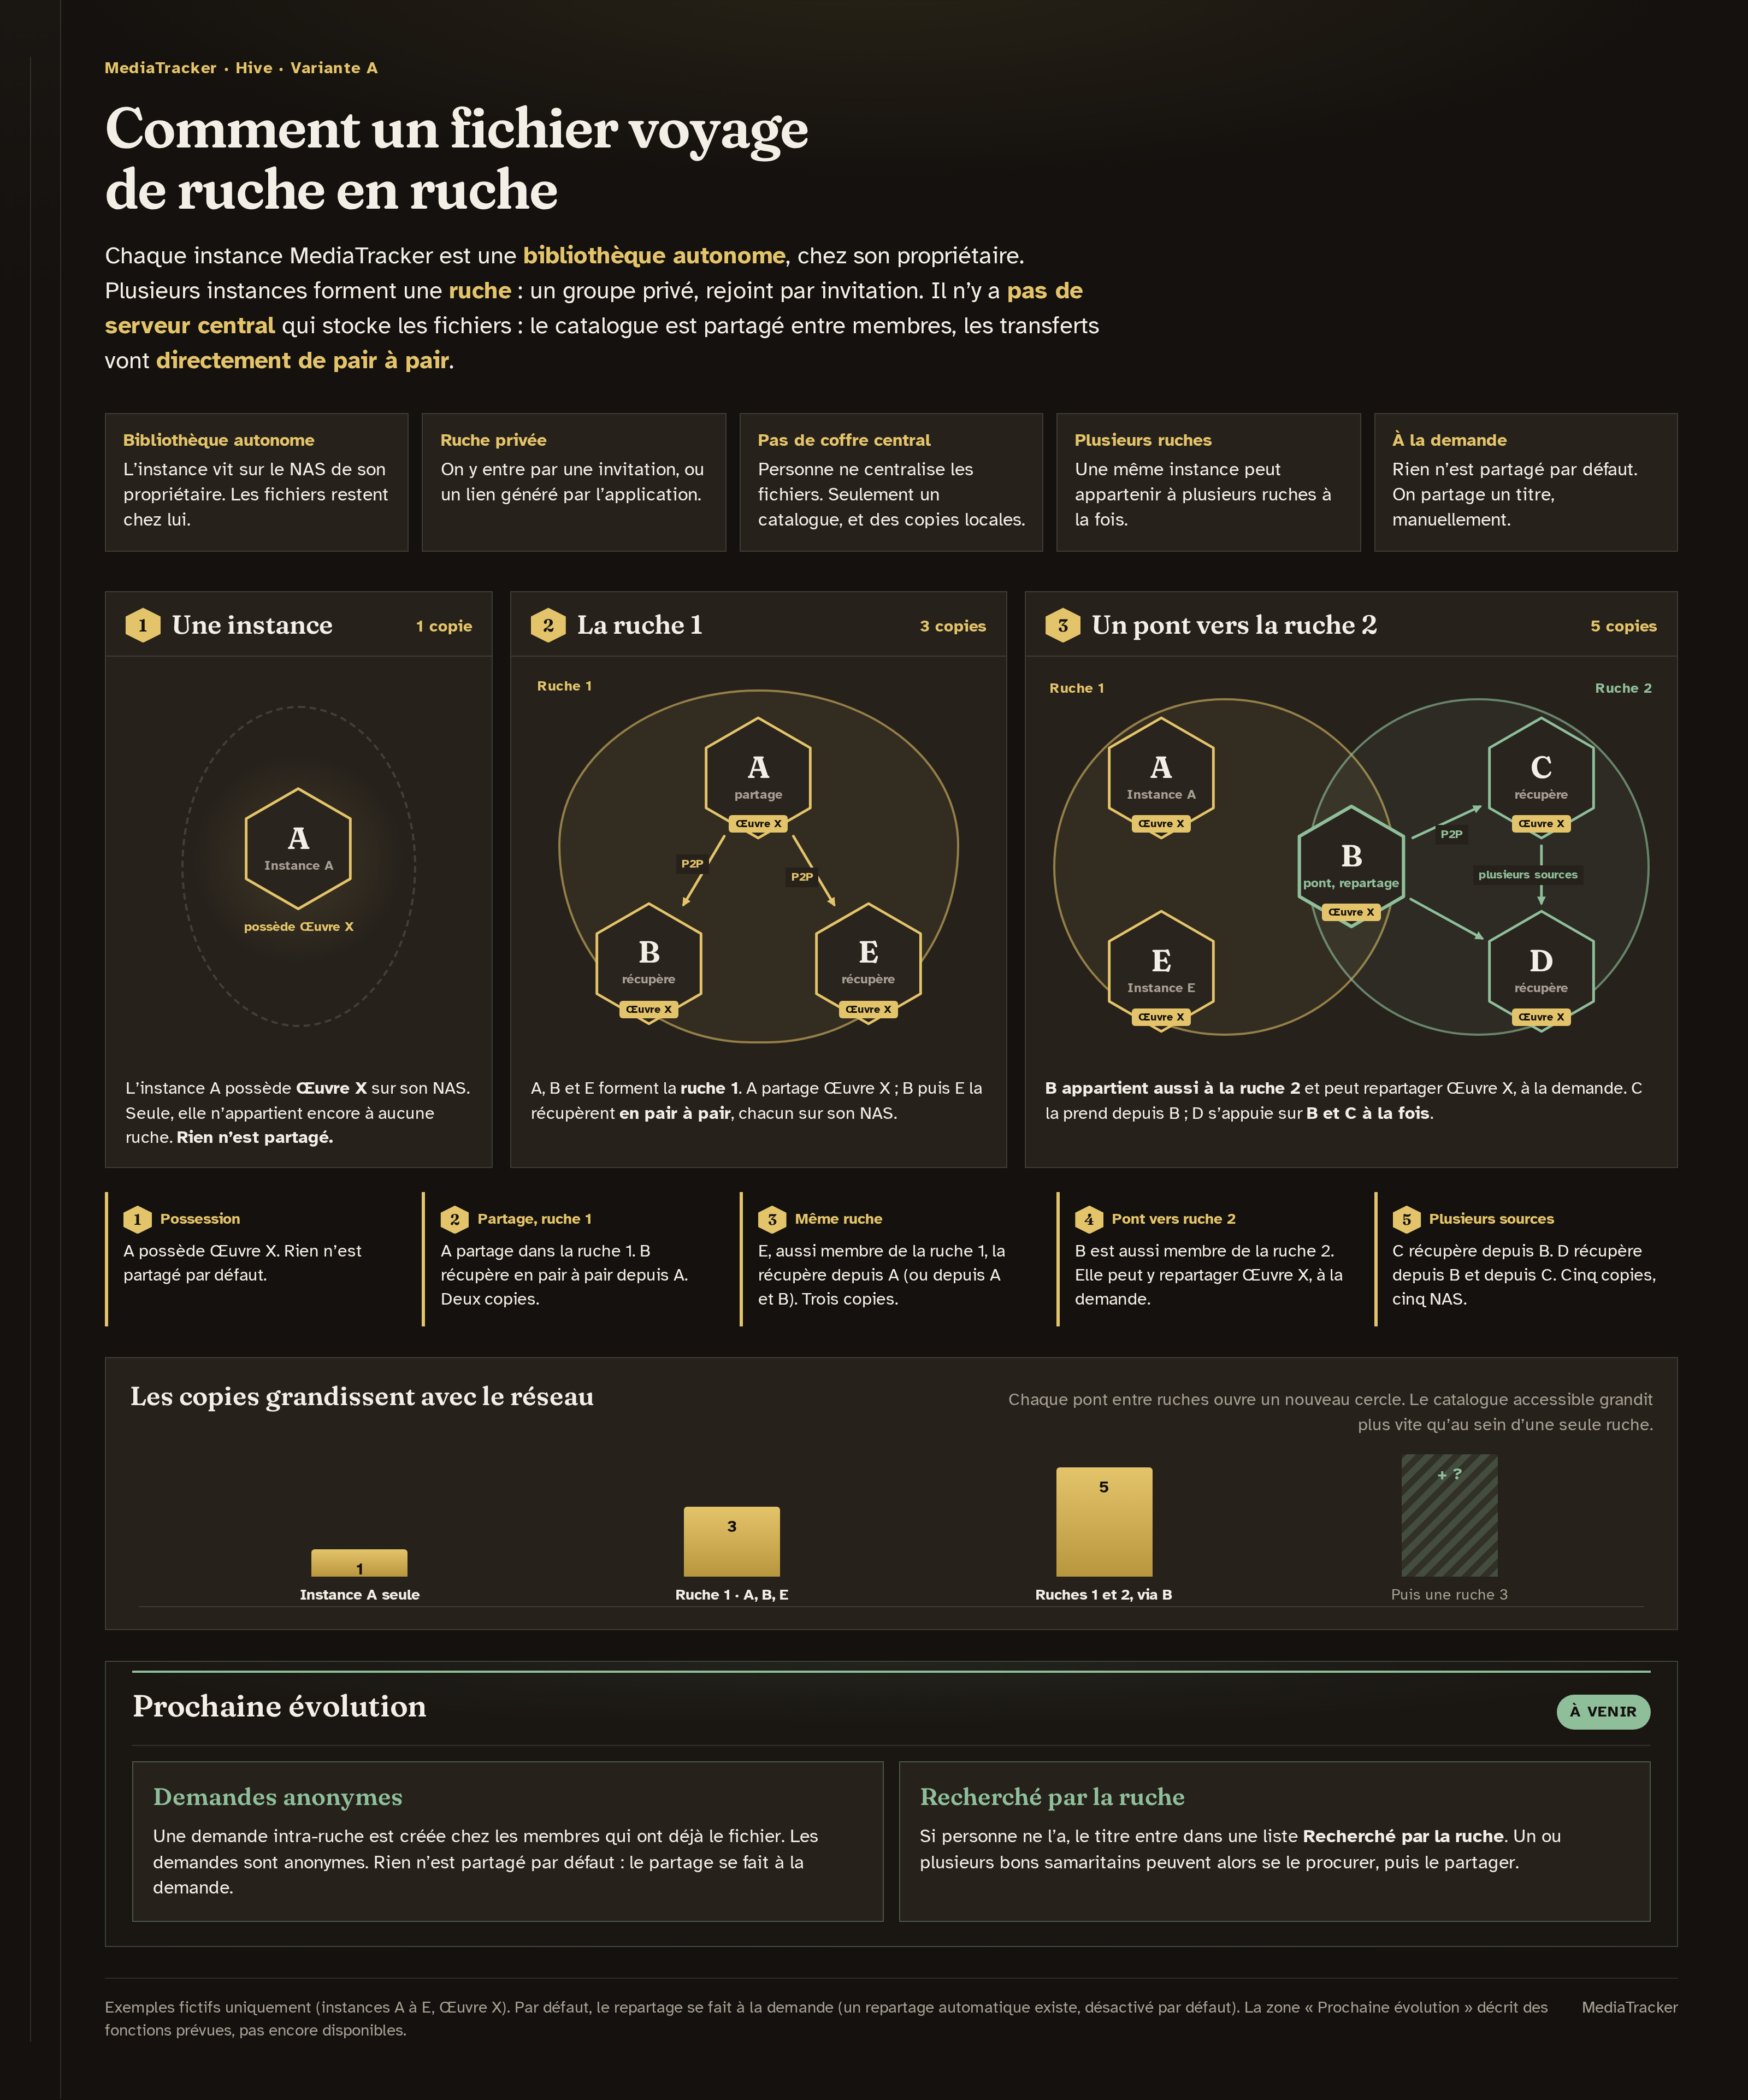 MediaTracker · Hive · Variante A
Comment un fichier voyage
de ruche en ruche
Chaque instance MediaTracker est une bibliothèque autonome, chez son propriétaire.
Plusieurs instances forment une ruche : un groupe privé, rejoint par invitation. Il n’y a pas de
serveur central qui stocke les fichiers : le catalogue est partagé entre membres, les transferts
vont directement de pair à pair.
Bibliothèque autonome
L’instance vit sur le NAS de son
propriétaire. Les fichiers restent
chez lui.
Ruche privée
On y entre par une invitation, ou
un lien généré par l’application.
Pas de coffre central
Personne ne centralise les
fichiers. Seulement un
catalogue, et des copies locales.
Plusieurs ruches
Une même instance peut
appartenir à plusieurs ruches à
la fois.
À la demande
Rien n’est partagé par défaut.
On partage un titre,
manuellement.
1 Une instance 1 copie
A
Instance A
possède Œuvre X
L’instance A possède Œuvre X sur son NAS.
Seule, elle n’appartient encore à aucune
ruche. Rien n’est partagé.
2 La ruche 1 3 copies
Ruche 1
A
partage
Œuvre X
P2P
P2P
B
récupère
Œuvre X
E
récupère
Œuvre X
A, B et E forment la ruche 1. A partage Œuvre X ; B puis E la
récupèrent en pair à pair, chacun sur son NAS.
3 Un pont vers la ruche 2 5 copies
Ruche 1
Ruche 2
A
Instance A
Œuvre X
C
récupère
Œuvre X
P2P
B
pont, repartage
Œuvre X
plusieurs sources
E
Instance E
Œuvre X
D
récupère
Œuvre X
B appartient aussi à la ruche 2 et peut repartager Œuvre X, à la demande. C
la prend depuis B ; D s’appuie sur B et C à la fois.
1 Possession
A possède Œuvre X. Rien n’est
partagé par défaut.
2 Partage, ruche 1
A partage dans la ruche 1. B
récupère en pair à pair depuis A.
Deux copies.
3 Même ruche
E, aussi membre de la ruche 1, la
récupère depuis A (ou depuis A
et B). Trois copies.
4 Pont vers ruche 2
B est aussi membre de la ruche 2.
Elle peut y repartager Œuvre X, à la
demande.
5 Plusieurs sources
C récupère depuis B. D récupère
depuis B et depuis C. Cinq copies,
cinq NAS.
Les copies grandissent avec le réseau
Chaque pont entre ruches ouvre un nouveau cercle. Le catalogue accessible grandit
plus vite qu’au sein d’une seule ruche.
1
Instance A seule
3
Ruche 1 · A, B, E
5
Ruches 1 et 2, via B
+ ?
Puis une ruche 3
Prochaine évolution
À VENIR
Demandes anonymes
Une demande intra-ruche est créée chez les membres qui ont déjà le fichier. Les
demandes sont anonymes. Rien n’est partagé par défaut : le partage se fait à la
demande.
Recherché par la ruche
Si personne ne l’a, le titre entre dans une liste Recherché par la ruche. Un ou
plusieurs bons samaritains peuvent alors se le procurer, puis le partager.
Exemples fictifs uniquement (instances A à E, Œuvre X). Par défaut, le repartage se fait à la demande (un repartage automatique existe, désactivé par défaut). La zone « Prochaine évolution » décrit des
fonctions prévues, pas encore disponibles.
MediaTracker